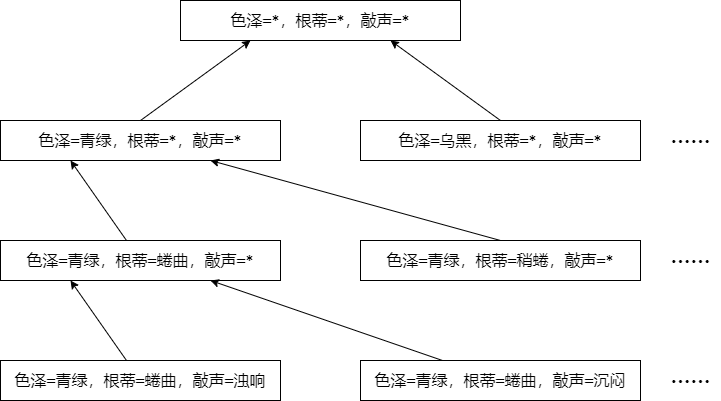 色泽=*，根蒂=*，敲声=*
色泽=青绿，根蒂=*，敲声=*
色泽=乌黑，根蒂=*，敲声=*
……
色泽=青绿，根蒂=蜷曲，敲声=*
色泽=青绿，根蒂=稍蜷，敲声=*
……
色泽=青绿，根蒂=蜷曲，敲声=浊响
色泽=青绿，根蒂=蜷曲，敲声=沉闷
……